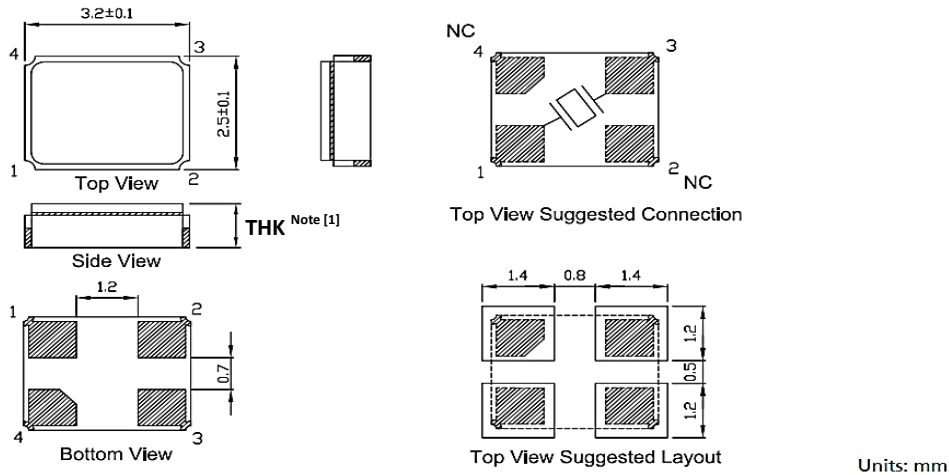 3.2±0.1
4
3
2.5±0.1
1
2
Top View
NC
4
3
1
2
NC
Top View Suggested Connection
THK Note [1]
Side View
1.2
1
2
0.7
4
3
Bottom View
1.4
0.8
1.4
1.2
0.5
1.2
Top View Suggested Layout
Units: mm